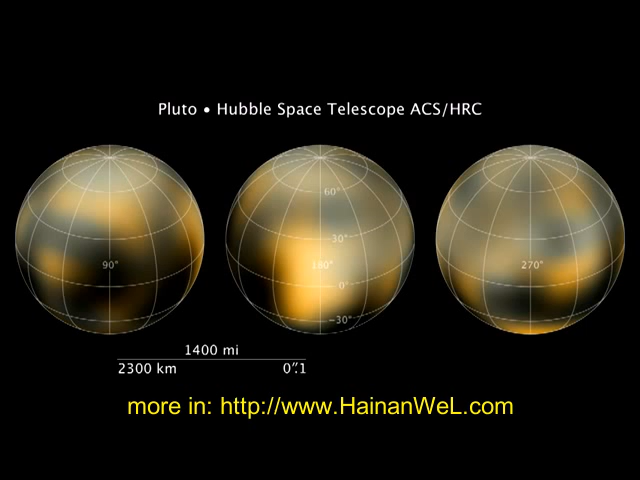 Pluto • Hubble Space Telescope ACS/HRC
60°
30°
90° 180° 270°
0°
−30°
1400 mi
2300 km 0″.1
more in: http://www.HainanWeL.com